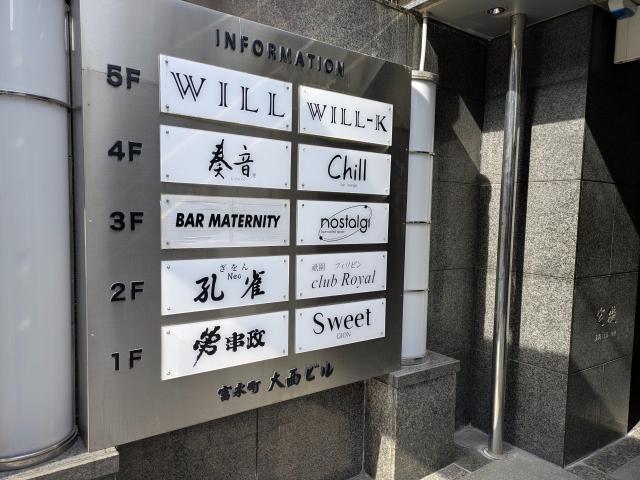 INFORMATION
5F WILL WILL-K
4F 奏音 Chill
bar lounge
3F BAR MATERNITY nostalgi
2F ぎをん Neo 孔雀 祇園 フィリピン club Royal
1F 串政 Sweet
GION
富永町 大西ビル